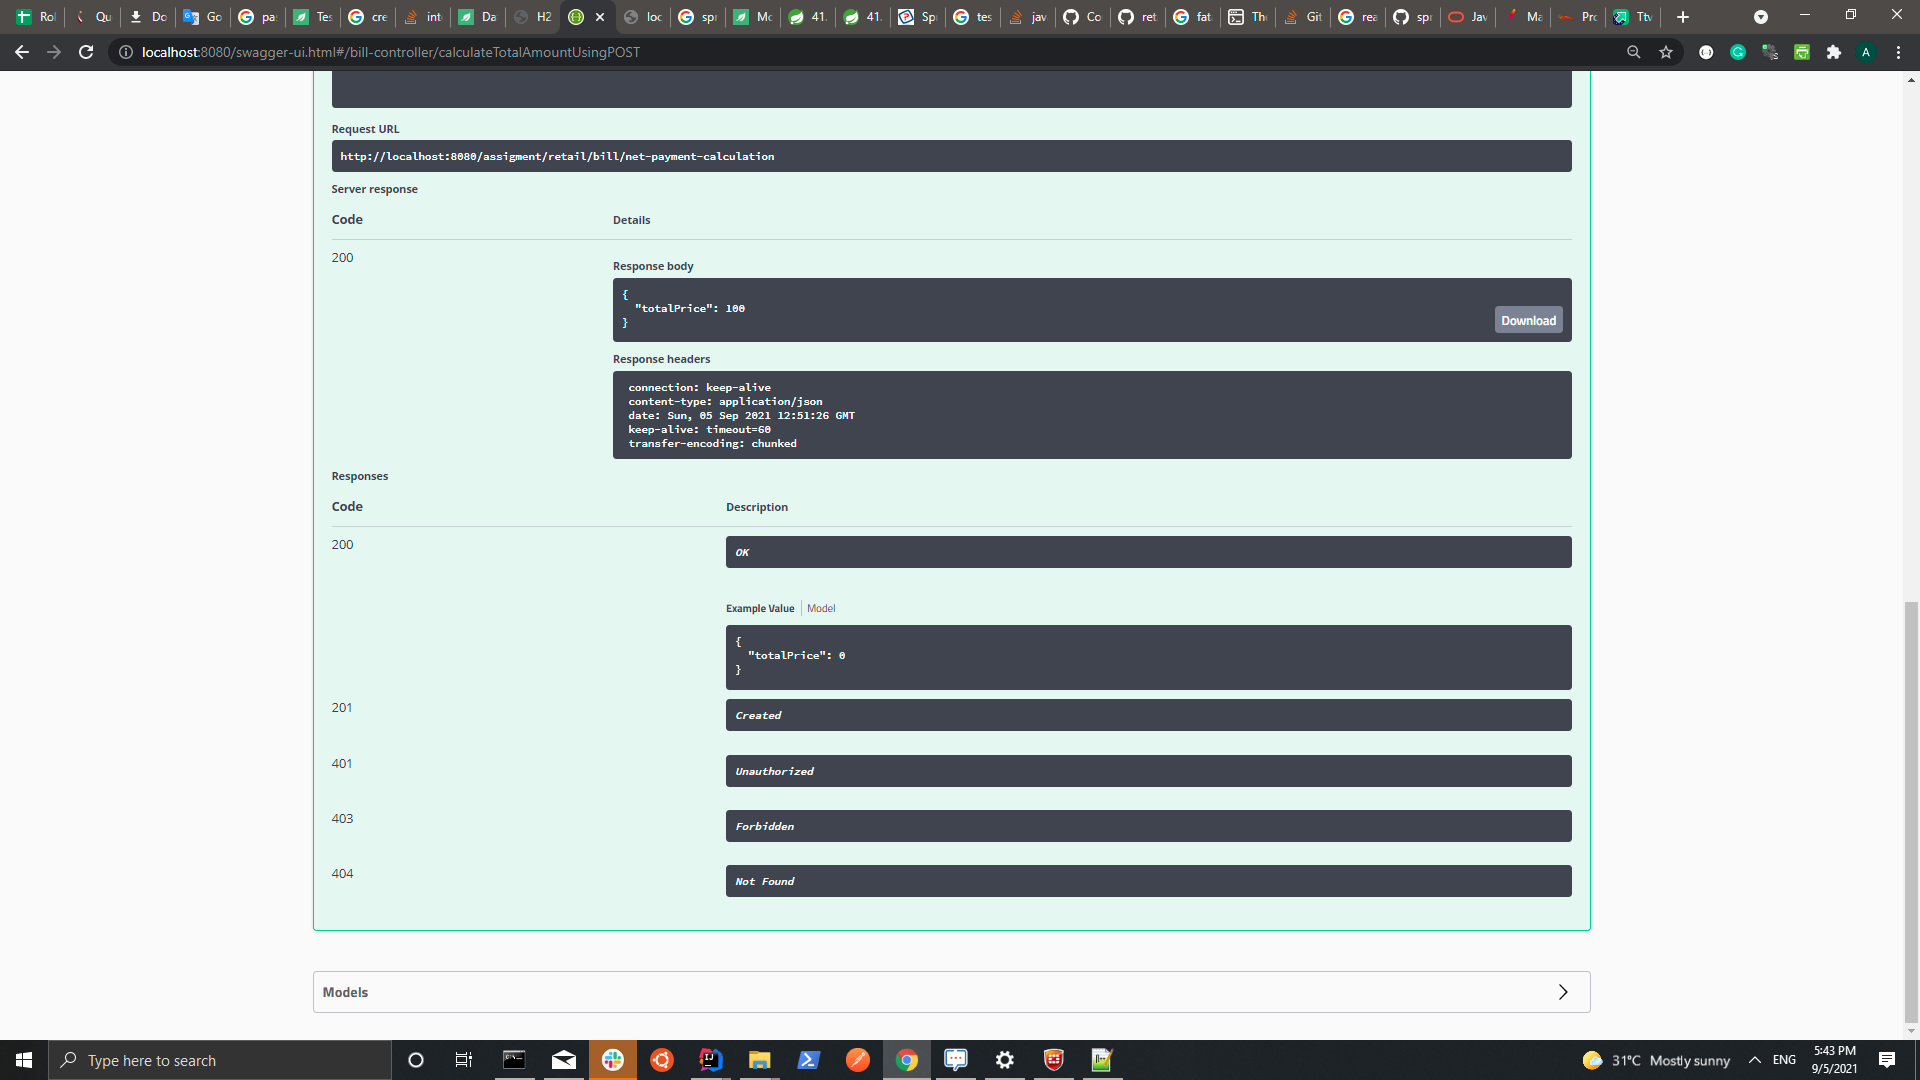 Rol
Qu
Do
Go
pa
Tes
cre
int
Da
H2
loc
spr
Mc
41.
41.
Sp
tes
jav
Co
ret
fat
Th
Git
rea
spr
Jav
Ma
Pro
Ttv
localhost:8080/swagger-ui.html#/bill-controller/calculateTotalAmountUsingPOST
A
Request URL
http://localhost:8080/assigment/retail/bill/net-payment-calculation
Server response
Code Details
200
Response body
{
"totalPrice": 100
}
Download
Response headers
connection: keep-alive
content-type: application/json
date: Sun, 05 Sep 2021 12:51:26 GMT
keep-alive: timeout=60
transfer-encoding: chunked
Responses
Code Description
200
OK
Example Value Model
{
"totalPrice": 0
}
201 Created
401 Unauthorized
403 Forbidden
404 Not Found
Models
Type here to search
31°C Mostly sunny
ENG
5:43 PM
9/5/2021